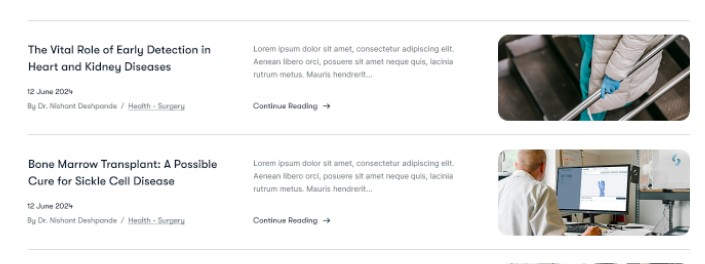 The Vital Role of Early Detection in
Heart and Kidney Diseases
12 June 2024
By Dr. Nishant Deshpande / Health - Surgery
Lorem ipsum dolor sit amet, consectetur adipiscing elit.
Aenean libero orci, posuere sit amet neque quis, lacinia
rutrum metus. Mauris hendrerit...
Continue Reading →
Bone Marrow Transplant: A Possible
Cure for Sickle Cell Disease
12 June 2024
By Dr. Nishant Deshpande / Health - Surgery
Lorem ipsum dolor sit amet, consectetur adipiscing elit.
Aenean libero orci, posuere sit amet neque quis, lacinia
rutrum metus. Mauris hendrerit...
Continue Reading →